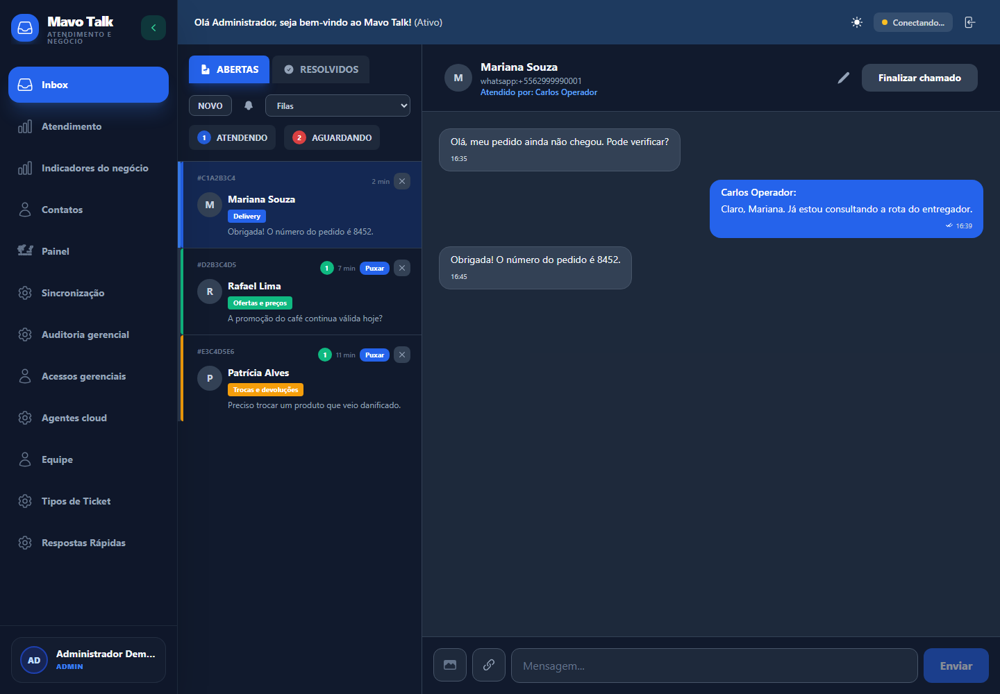 Mavo Talk
ATENDIMENTO E
NEGÓCIO
Inbox
Atendimento
Indicadores do negócio
Contatos
Painel
Sincronização
Auditoria gerencial
Acessos gerenciais
Agentes cloud
Equipe
Tipos de Ticket
Respostas Rápidas
AD
Administrador Dem...
ADMIN
Olá Administrador, seja bem-vindo ao Mavo Talk! (Ativo)
Conectando...
ABERTAS
RESOLVIDOS
NOVO
Filas
1 ATENDENDO
2 AGUARDANDO
#C1A2B3C4
2 min
M
Mariana Souza
Delivery
Obrigada! O número do pedido é 8452.
#D2B3C4D5
1 7 min Puxar
R
Rafael Lima
Ofertas e preços
A promoção do café continua válida hoje?
#E3C4D5E6
1 11 min Puxar
P
Patrícia Alves
Trocas e devoluções
Preciso trocar um produto que veio danificado.
M
Mariana Souza
whatsapp:+5562999990001
Atendido por: Carlos Operador
Finalizar chamado
Olá, meu pedido ainda não chegou. Pode verificar?
16:35
Carlos Operador:
Claro, Mariana. Já estou consultando a rota do entregador.
16:39
Obrigada! O número do pedido é 8452.
16:45
Mensagem...
Enviar